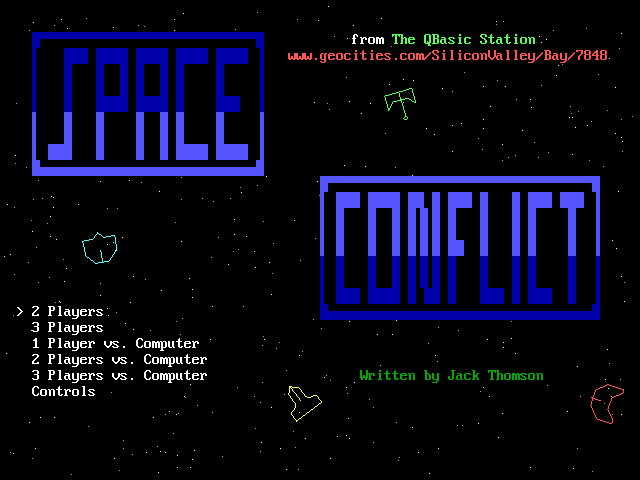 SPACE
from The QBasic Station
www.geocities.com/SiliconValley/Bay/7848
CONFLICT
> 2 Players
3 Players
1 Player vs. Computer
2 Players vs. Computer
3 Players vs. Computer
Controls
Written by Jack Thomson